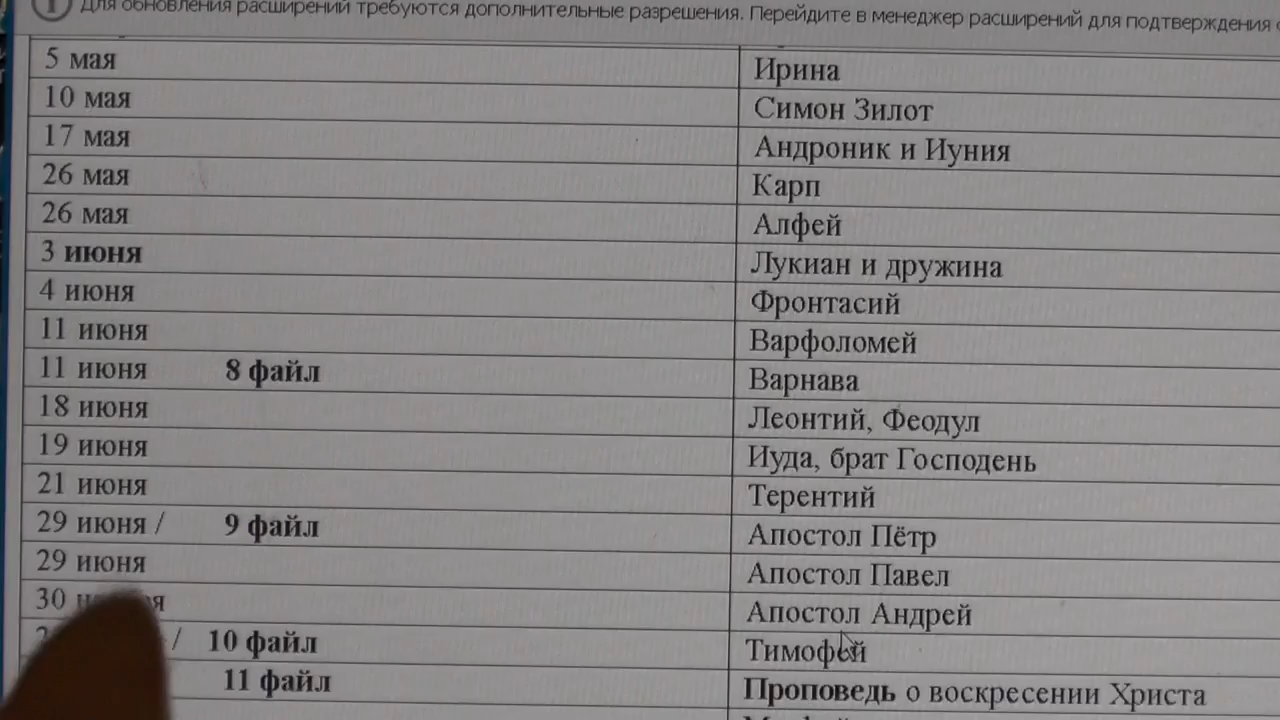 Для обновления расширений требуются дополнительные разрешения. Перейдите в менеджер расширений для подтверждения
5 мая Ирина
10 мая Симон Зилот
17 мая Андроник и Иуния
26 мая Карп
26 мая Алфей
3 июня Лукиан и дружина
4 июня Фронтасий
11 июня Варфоломей
11 июня 8 файл Варнава
18 июня Леонтий, Феодул
19 июня Иуда, брат Господень
21 июня Терентий
29 июня / 9 файл Апостол Пётр
29 июня Апостол Павел
30 Апостол Андрей
/ 10 файл Тимофей
11 файл Проповедь о воскресении Христа